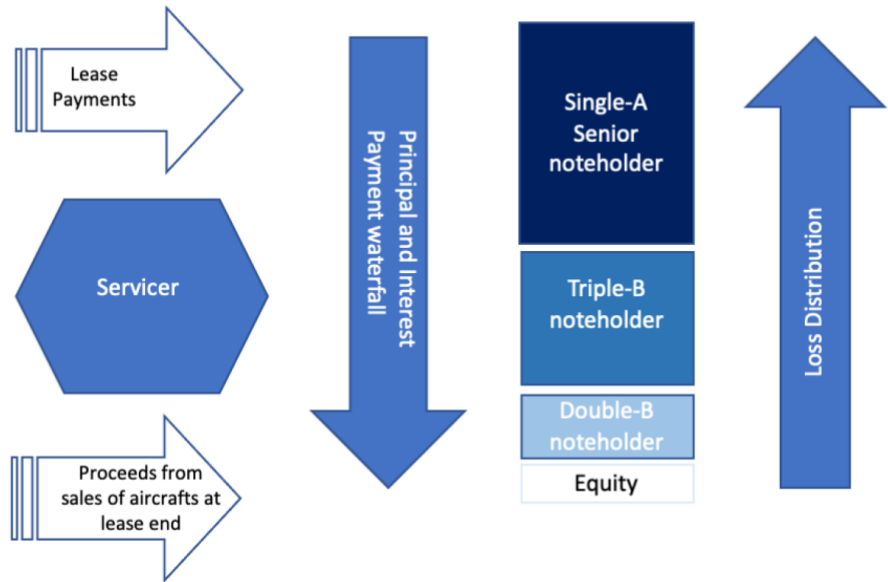 Lease
Payments
Servicer
Proceeds from
sales of aircrafts at
lease end
Principal and Interest
Payment waterfall
Single-A
Senior
noteholder
Triple-B
noteholder
Double-B
noteholder
Equity
Loss Distribution